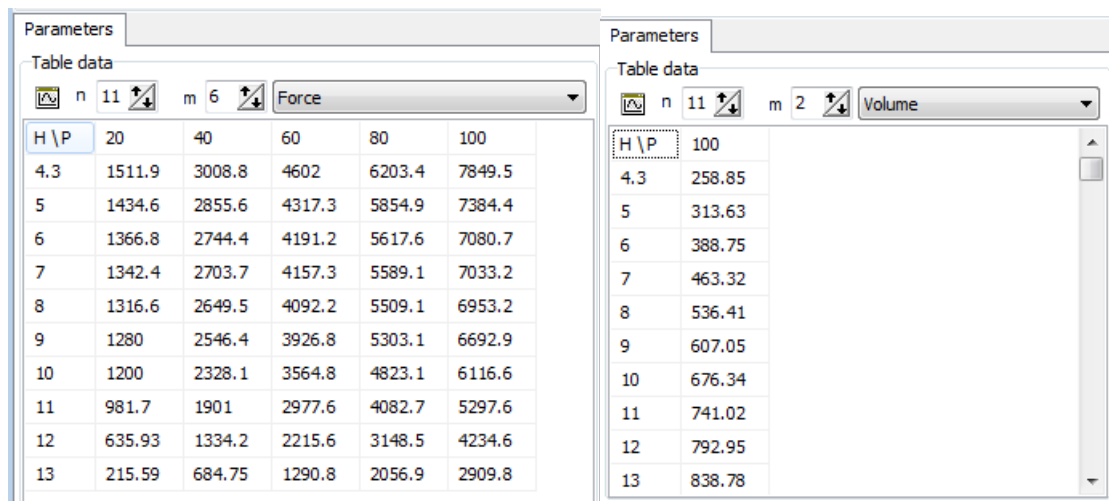 Parameters
Table data
n 11 m 6 Force
H \P 20 40 60 80 100
4.3 1511.9 3008.8 4602 6203.4 7849.5
5 1434.6 2855.6 4317.3 5854.9 7384.4
6 1366.8 2744.4 4191.2 5617.6 7080.7
7 1342.4 2703.7 4157.3 5589.1 7033.2
8 1316.6 2649.5 4092.2 5509.1 6953.2
9 1280 2546.4 3926.8 5303.1 6692.9
10 1200 2328.1 3564.8 4823.1 6116.6
11 981.7 1901 2977.6 4082.7 5297.6
12 635.93 1334.2 2215.6 3148.5 4234.6
13 215.59 684.75 1290.8 2056.9 2909.8
Parameters
Table data
n 11 m 2 Volume
H \P 100
4.3 258.85
5 313.63
6 388.75
7 463.32
8 536.41
9 607.05
10 676.34
11 741.02
12 792.95
13 838.78